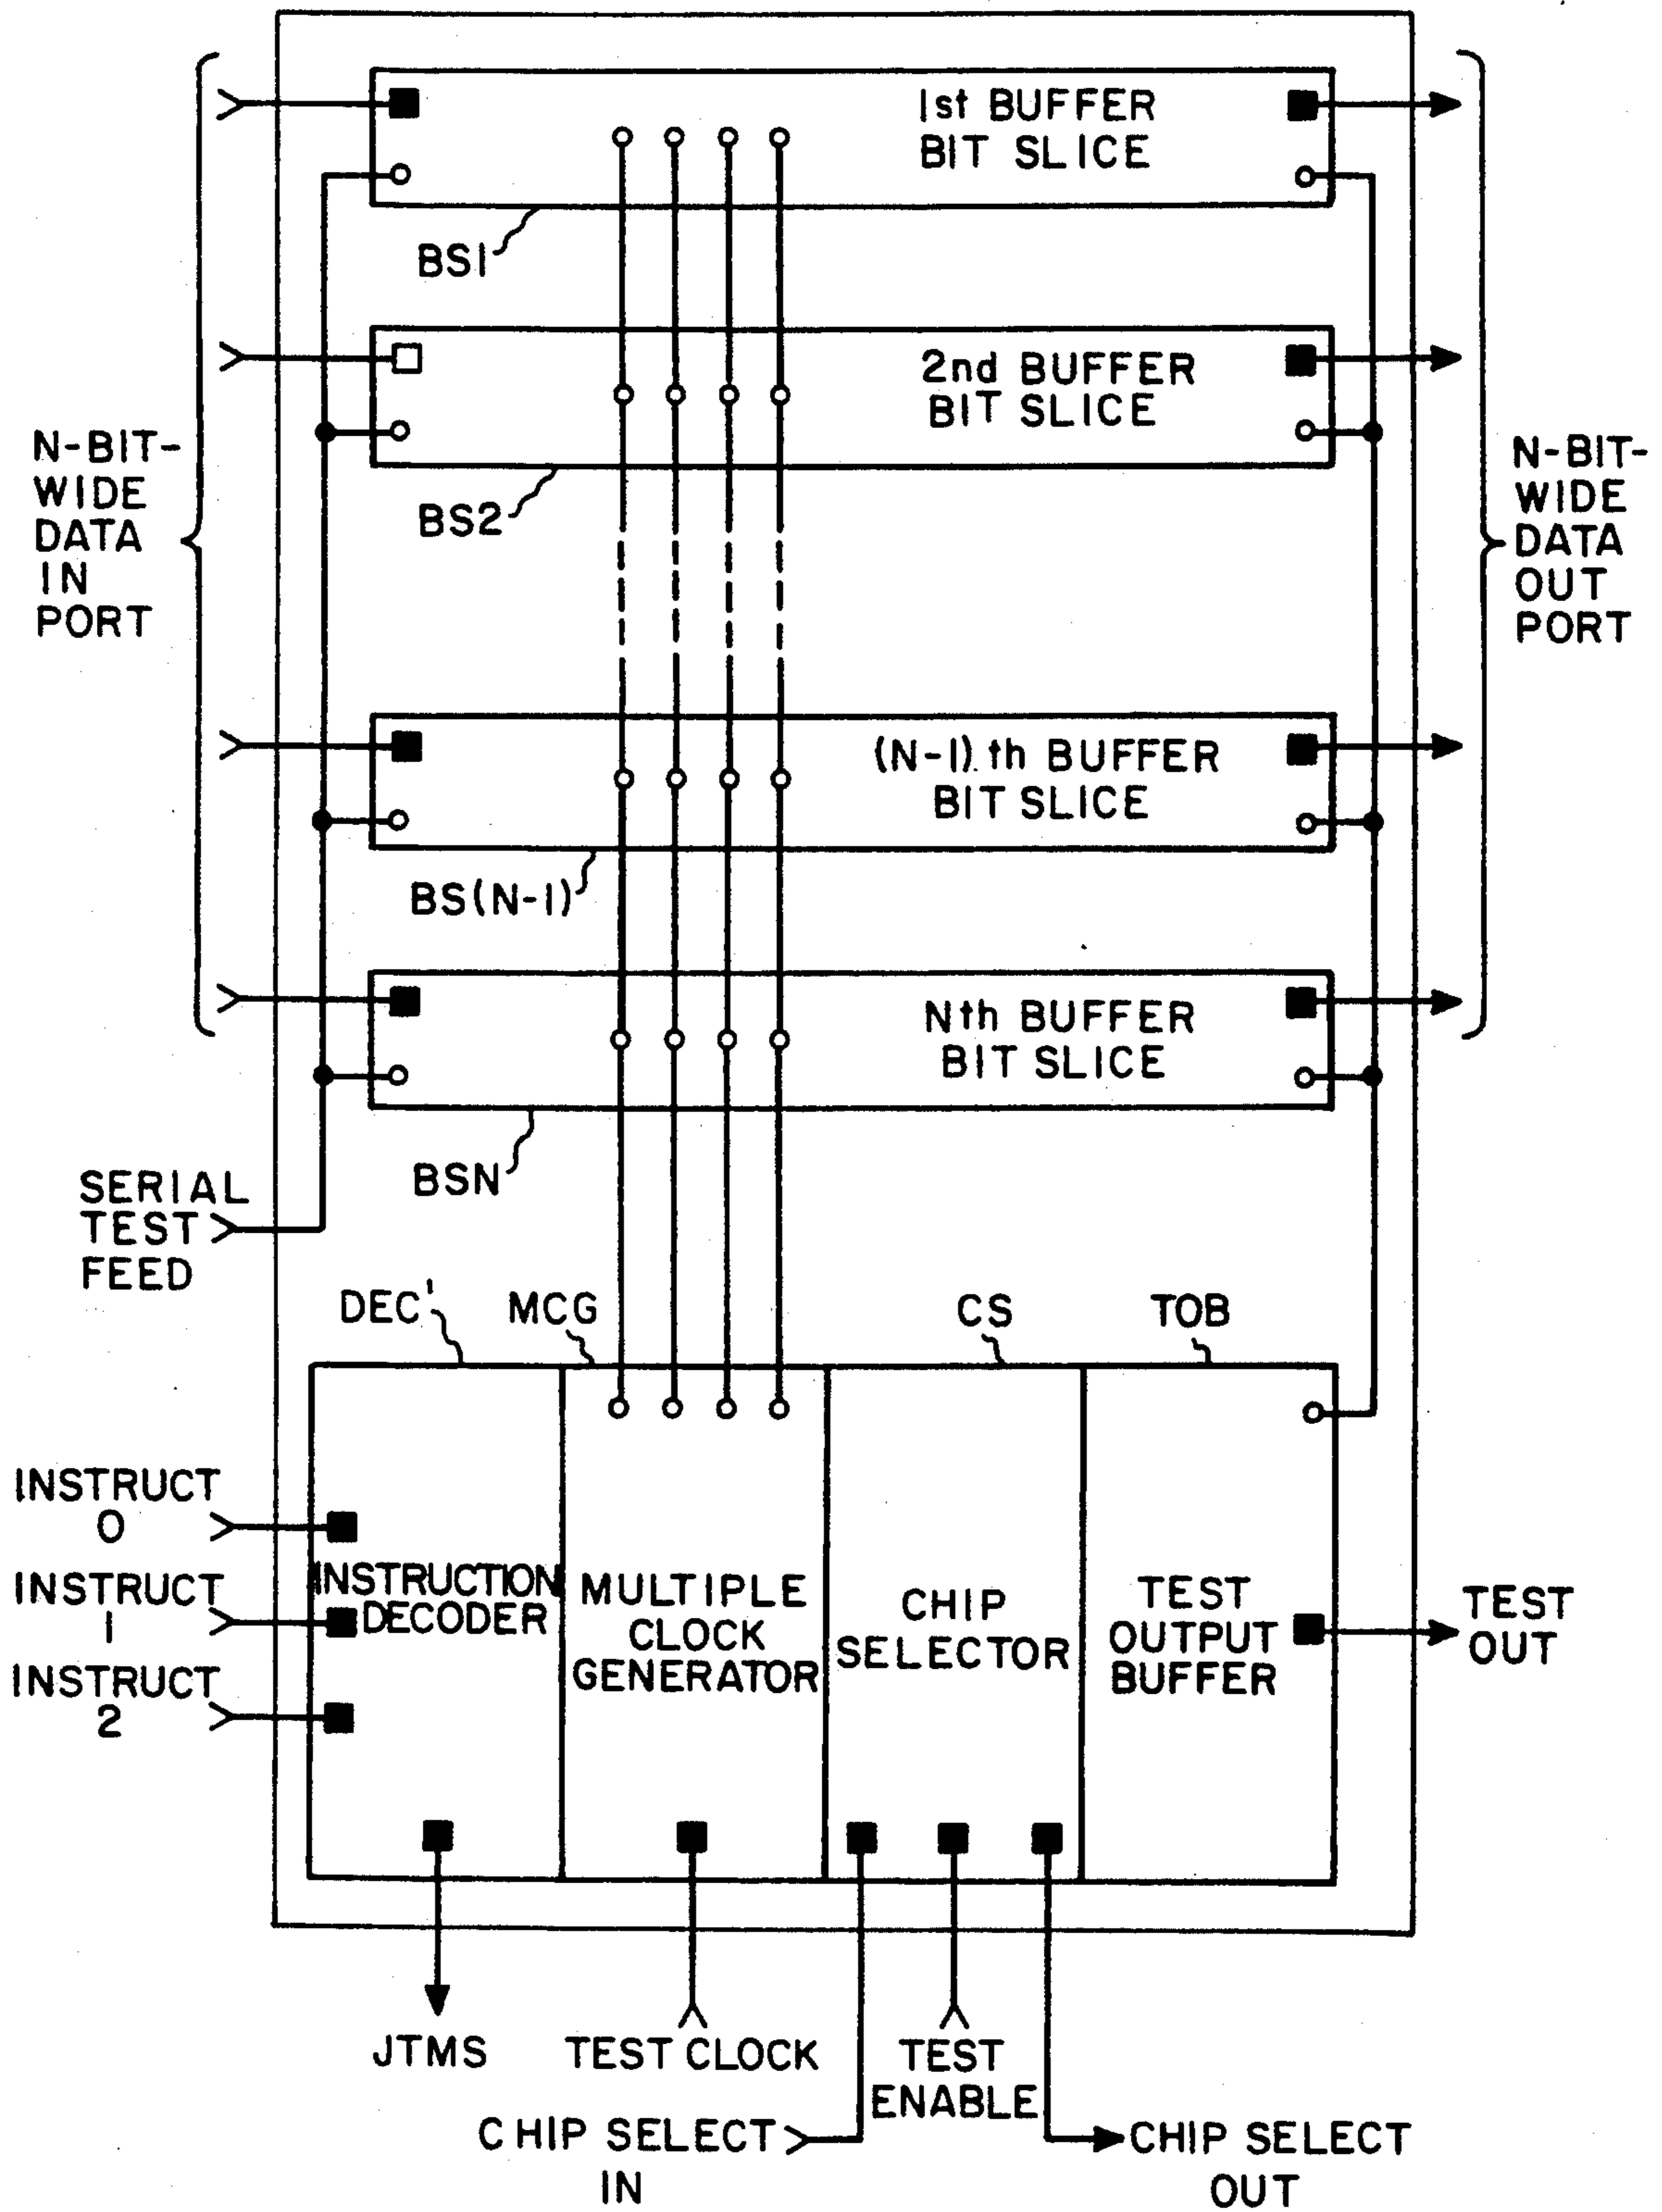 1st BUFFER
BIT SLICE
BS1
2nd BUFFER
BIT SLICE
BS2
N-BIT-
WIDE
DATA
IN
PORT
N-BIT-
WIDE
DATA
OUT
PORT
(N-1).th BUFFER
BIT SLICE
BS(N-1)
Nth BUFFER
BIT SLICE
BSN
SERIAL
TEST
FEED
DEC'
MCG
CS
TOB
INSTRUCT
0
INSTRUCT
1
INSTRUCT
2
INSTRUCTION
DECODER
MULTIPLE
CLOCK
GENERATOR
CHIP
SELECTOR
TEST
OUTPUT
BUFFER
TEST
OUT
JTMS
TEST CLOCK
TEST
ENABLE
CHIP SELECT
IN
CHIP SELECT
OUT